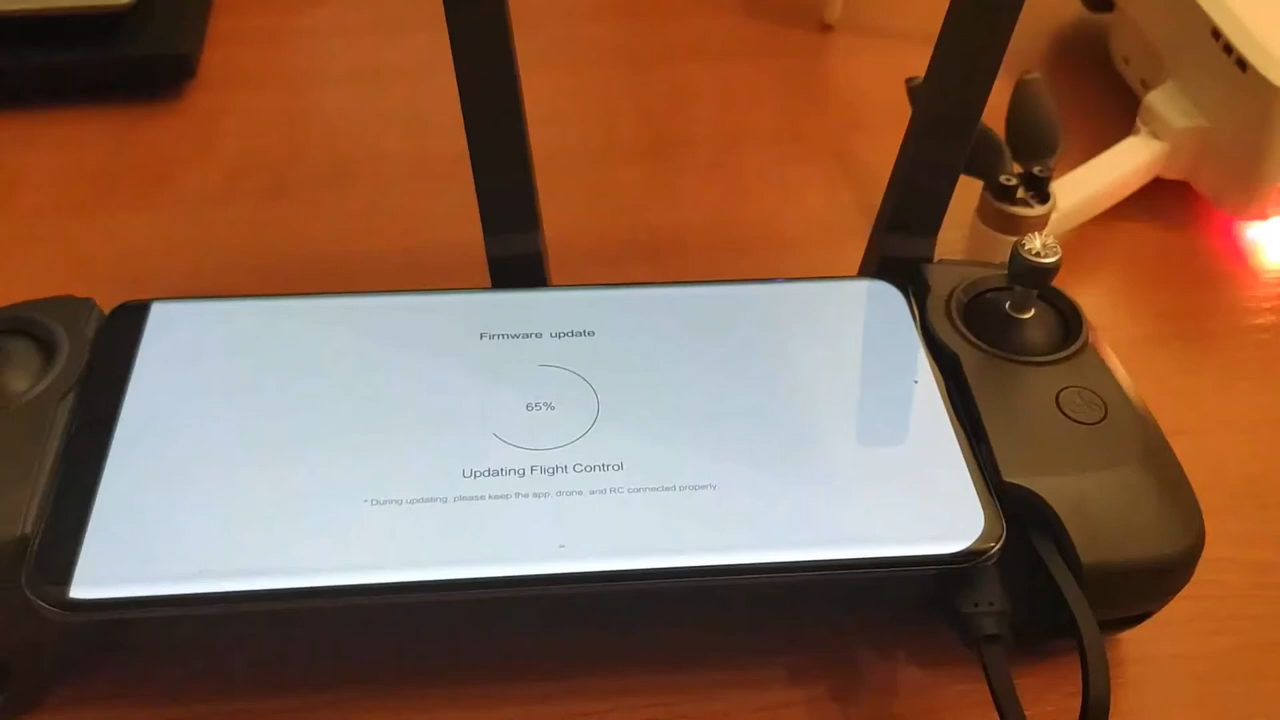 Firmware update
65%
Updating Flight Control
* During updating, please keep the app, drone, and RC connected properly.